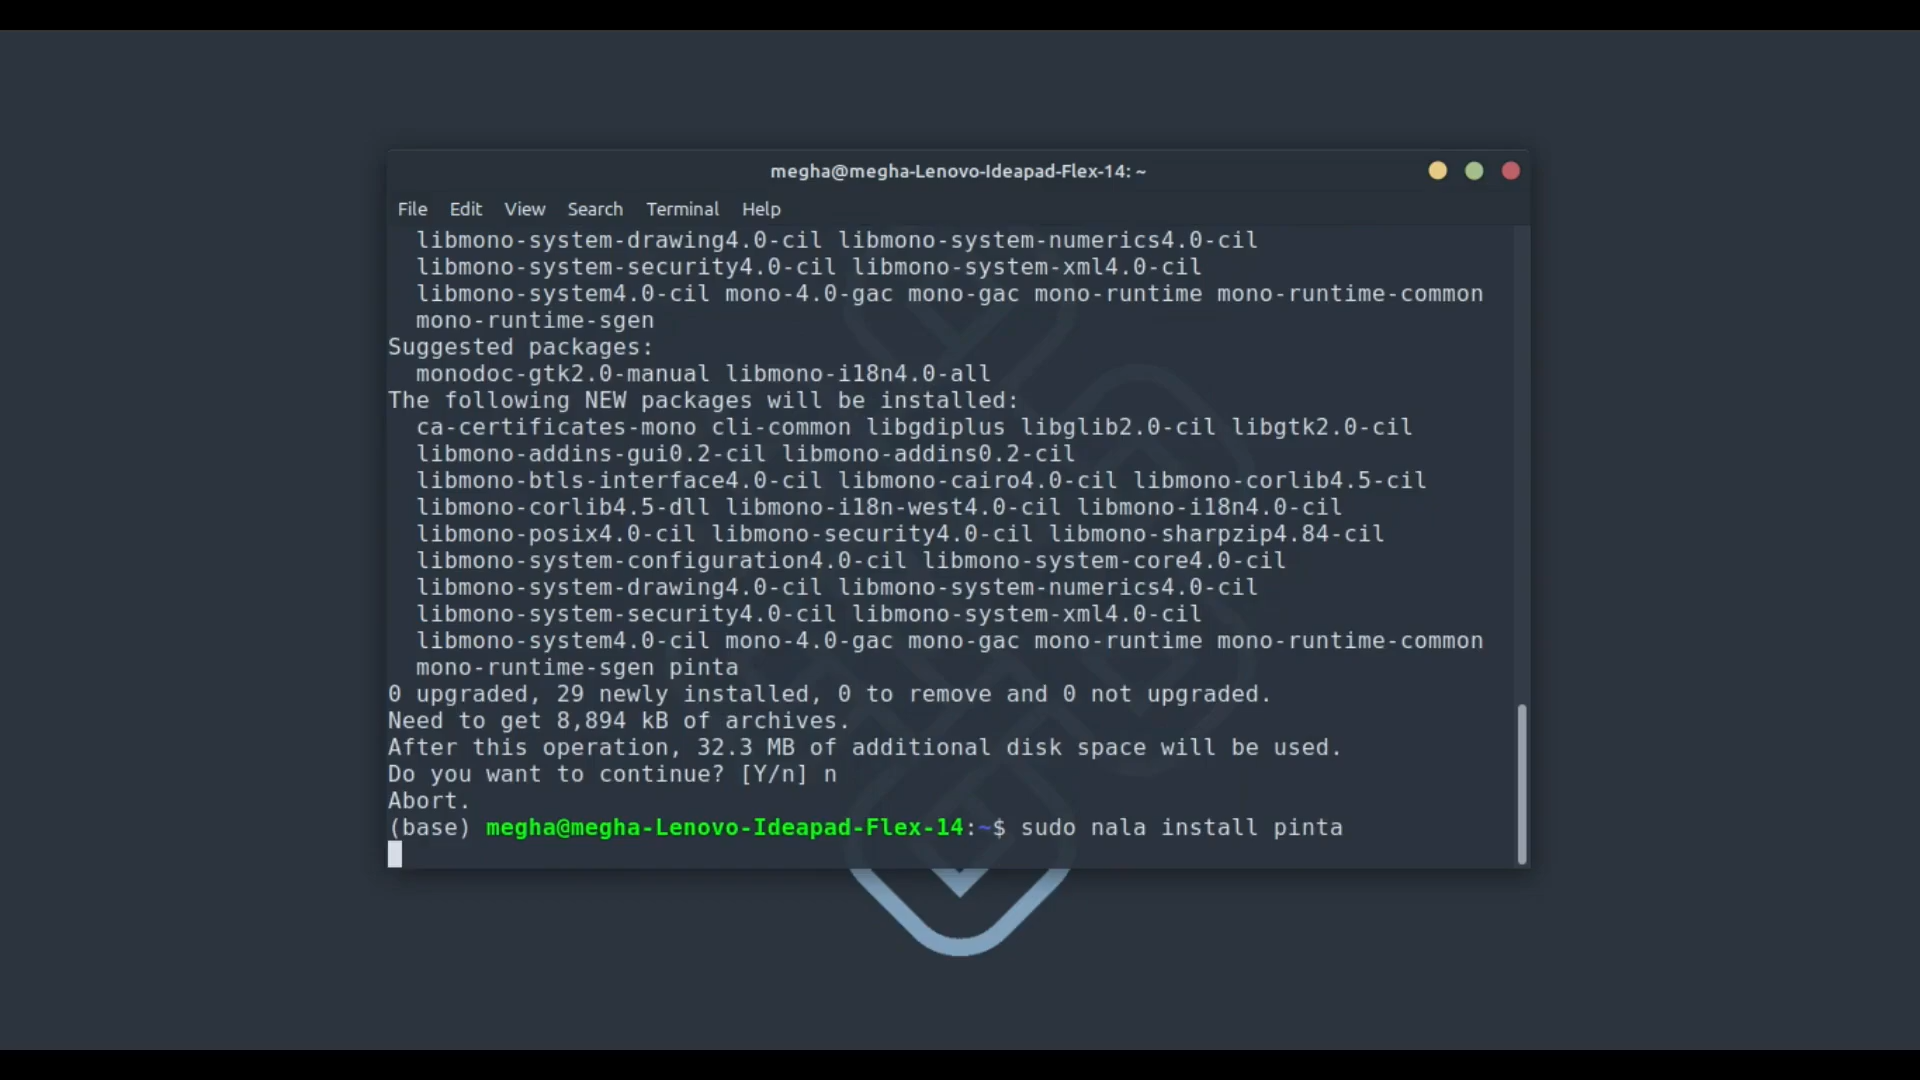 megha@megha-Lenovo-Ideapad-Flex-14: ~
File Edit View Search Terminal Help
libmono-system-drawing4.0-cil libmono-system-numerics4.0-cil
libmono-system-security4.0-cil libmono-system-xml4.0-cil
libmono-system4.0-cil mono-4.0-gac mono-gac mono-runtime mono-runtime-common
mono-runtime-sgen
Suggested packages:
monodoc-gtk2.0-manual libmono-i18n4.0-all
The following NEW packages will be installed:
ca-certificates-mono cli-common libgdiplus libglib2.0-cil libgtk2.0-cil
libmono-addins-gui0.2-cil libmono-addins0.2-cil
libmono-btls-interface4.0-cil libmono-cairo4.0-cil libmono-corlib4.5-cil
libmono-corlib4.5-dll libmono-i18n-west4.0-cil libmono-i18n4.0-cil
libmono-posix4.0-cil libmono-security4.0-cil libmono-sharpzip4.84-cil
libmono-system-configuration4.0-cil libmono-system-core4.0-cil
libmono-system-drawing4.0-cil libmono-system-numerics4.0-cil
libmono-system-security4.0-cil libmono-system-xml4.0-cil
libmono-system4.0-cil mono-4.0-gac mono-gac mono-runtime mono-runtime-common
mono-runtime-sgen pinta
0 upgraded, 29 newly installed, 0 to remove and 0 not upgraded.
Need to get 8,894 kB of archives.
After this operation, 32.3 MB of additional disk space will be used.
Do you want to continue? [Y/n] n
Abort.
(base) megha@megha-Lenovo-Ideapad-Flex-14:~$ sudo nala install pinta